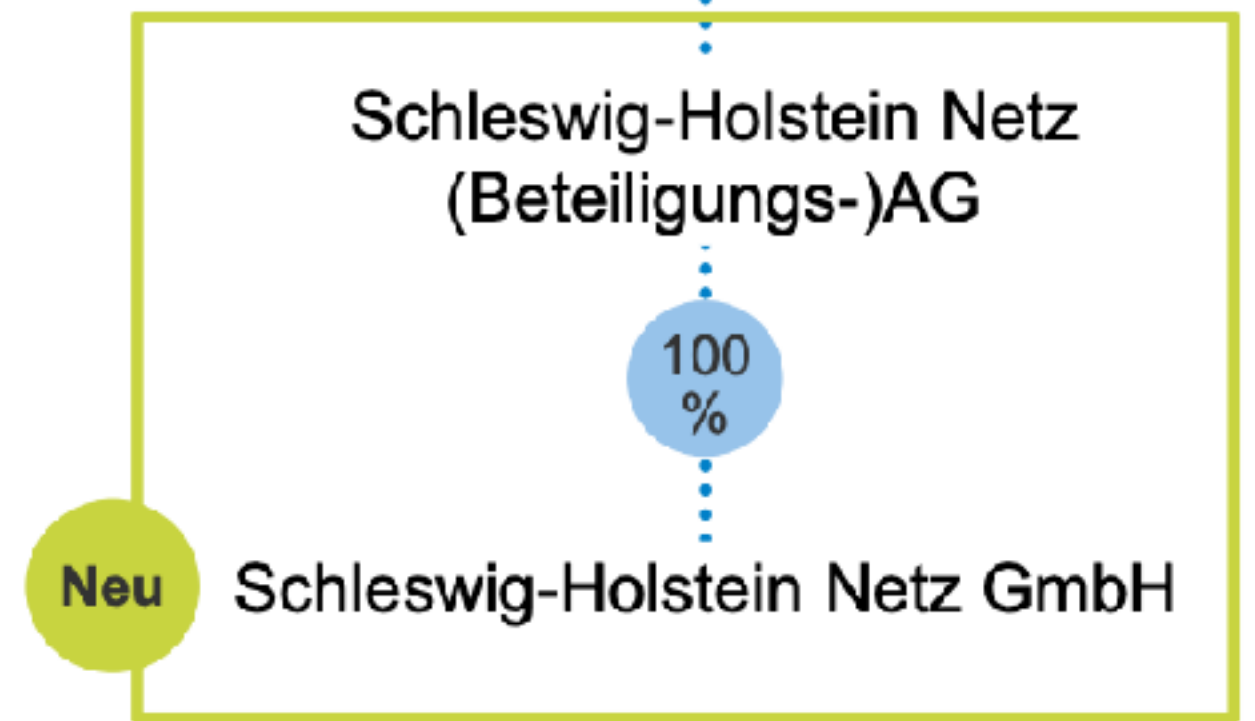 Schleswig-Holstein Netz
(Beteiligungs-)AG
100
%
Neu
Schleswig-Holstein Netz GmbH